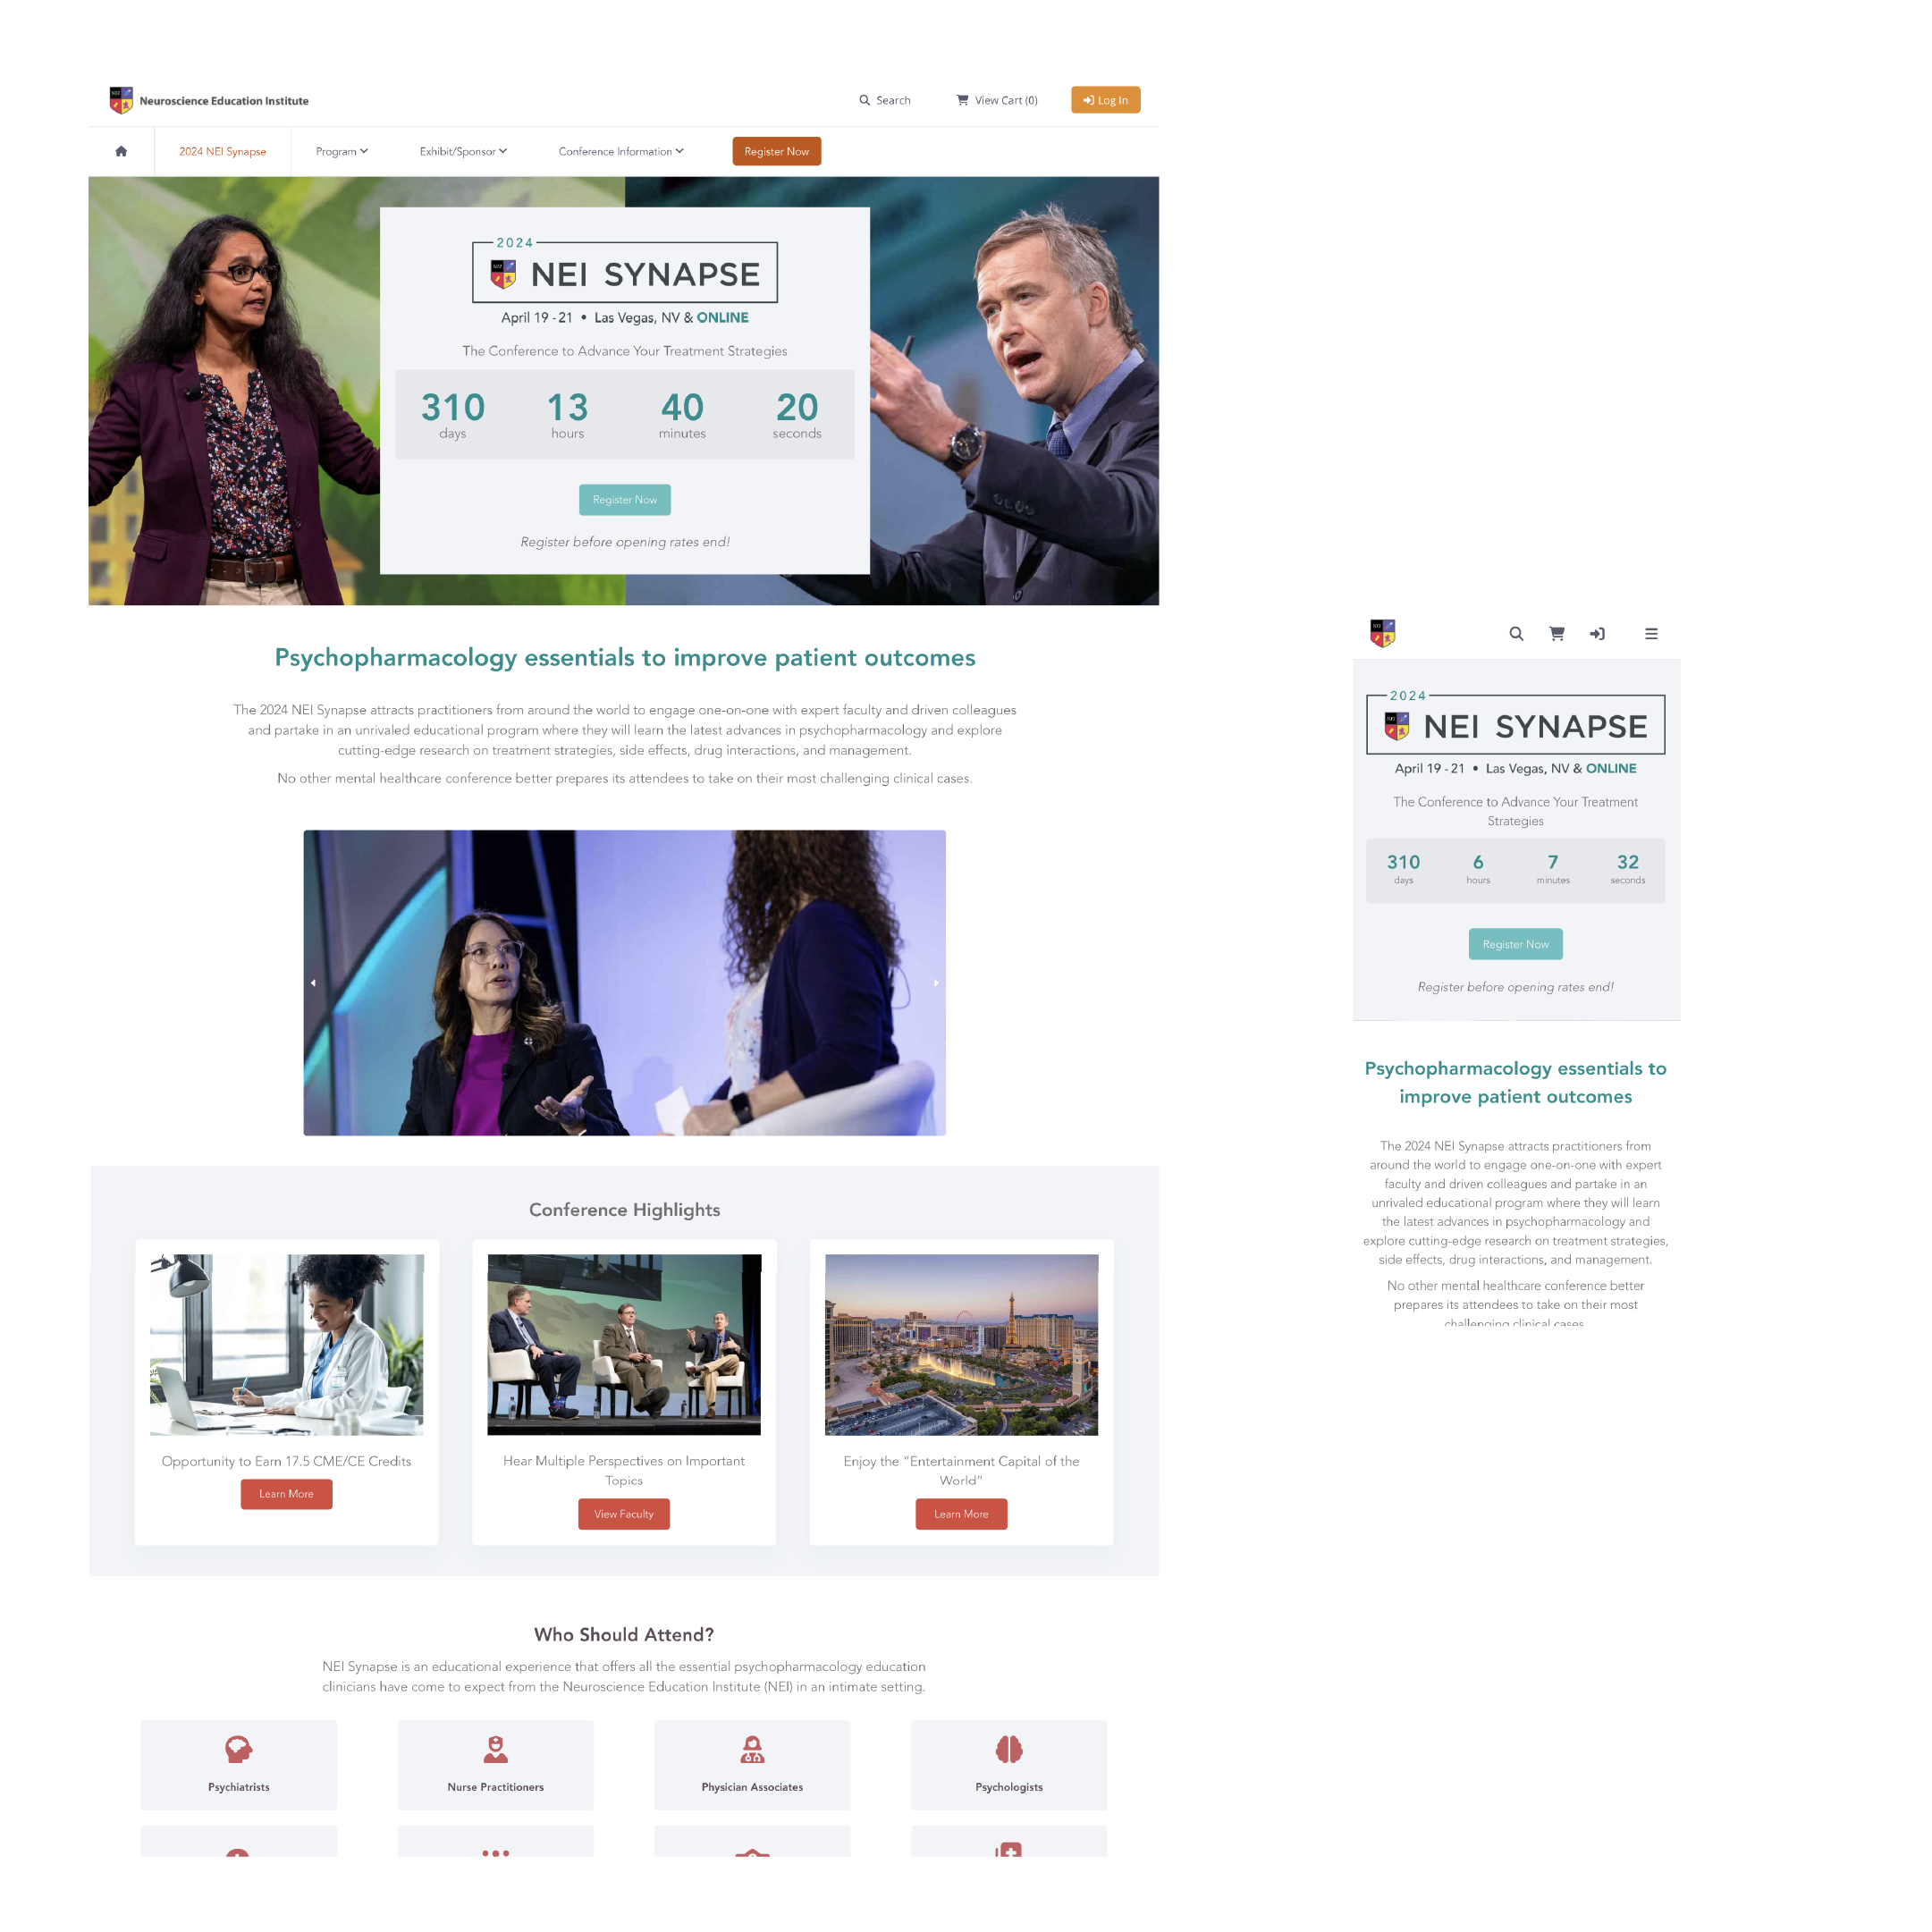 NEI Neuroscience Education Institute
Search
View Cart (0)
Log In
2024 NEI Synapse
Program
Exhibit/Sponsor
Conference Information
Register Now
2024
NEI NEI SYNAPSE
April 19 - 21 • Las Vegas, NV & ONLINE
The Conference to Advance Your Treatment Strategies
310 13 40 20
days hours minutes seconds
Register Now
Register before opening rates end!
Psychopharmacology essentials to improve patient outcomes
The 2024 NEI Synapse attracts practitioners from around the world to engage one-on-one with expert faculty and driven colleagues
and partake in an unrivaled educational program where they will learn the latest advances in psychopharmacology and explore
cutting-edge research on treatment strategies, side effects, drug interactions, and management.
No other mental healthcare conference better prepares its attendees to take on their most challenging clinical cases.
Conference Highlights
Opportunity to Earn 17.5 CME/CE Credits
Learn More
Hear Multiple Perspectives on Important
Topics
View Faculty
Enjoy the “Entertainment Capital of the
World”
Learn More
Who Should Attend?
NEI Synapse is an educational experience that offers all the essential psychopharmacology education
clinicians have come to expect from the Neuroscience Education Institute (NEI) in an intimate setting.
Psychiatrists
Nurse Practitioners
Physician Associates
Psychologists
NEI
2024
NEI NEI SYNAPSE
April 19 - 21 • Las Vegas, NV & ONLINE
The Conference to Advance Your Treatment
Strategies
310 6 7 32
days hours minutes seconds
Register Now
Register before opening rates end!
Psychopharmacology essentials to
improve patient outcomes
The 2024 NEI Synapse attracts practitioners from
around the world to engage one-on-one with expert
faculty and driven colleagues and partake in an
unrivaled educational program where they will learn
the latest advances in psychopharmacology and
explore cutting-edge research on treatment strategies,
side effects, drug interactions, and management.
No other mental healthcare conference better
prepares its attendees to take on their most
challenging clinical cases.